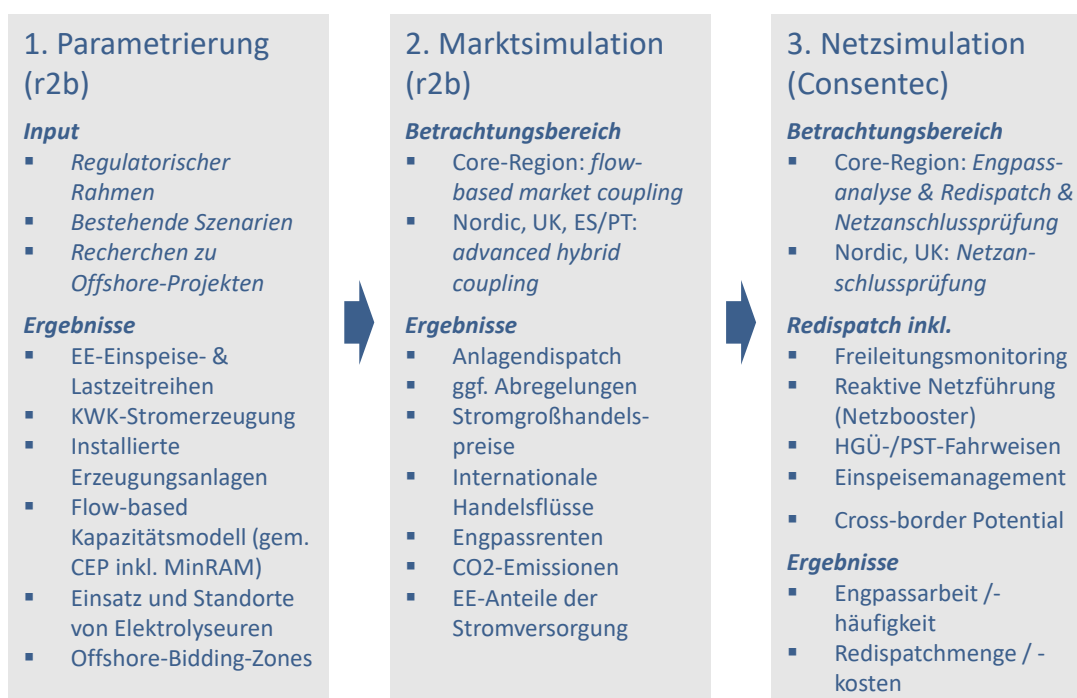 1. Parametrierung
(r2b)
Input
▪ Regulatorischer
Rahmen
▪ Bestehende Szenarien
▪ Recherchen zu
Offshore-Projekten
Ergebnisse
▪ EE-Einspeise- &
Lastzeitreihen
▪ KWK-Stromerzeugung
▪ Installierte
Erzeugungsanlagen
▪ Flow-based
Kapazitätsmodell (gem.
CEP inkl. MinRAM)
▪ Einsatz und Standorte
von Elektrolyseuren
▪ Offshore-Bidding-Zones
2. Marktsimulation
(r2b)
Betrachtungsbereich
▪ Core-Region: flow-
based market coupling
▪ Nordic, UK, ES/PT:
advanced hybrid
coupling
Ergebnisse
▪ Anlagendispatch
▪ ggf. Abregelungen
▪ Stromgroßhandels-
preise
▪ Internationale
Handelsflüsse
▪ Engpassrenten
▪ CO2-Emissionen
▪ EE-Anteile der
Stromversorgung
3. Netzsimulation
(Consentec)
Betrachtungsbereich
▪ Core-Region: Engpass-
analyse & Redispatch &
Netzanschlussprüfung
▪ Nordic, UK: Netzan-
schlussprüfung
Redispatch inkl.
▪ Freileitungsmonitoring
▪ Reaktive Netzführung
(Netzbooster)
▪ HGÜ-/PST-Fahrweisen
▪ Einspeisemanagement
▪ Cross-border Potential
Ergebnisse
▪ Engpassarbeit /-
häufigkeit
▪ Redispatchmenge / -
kosten